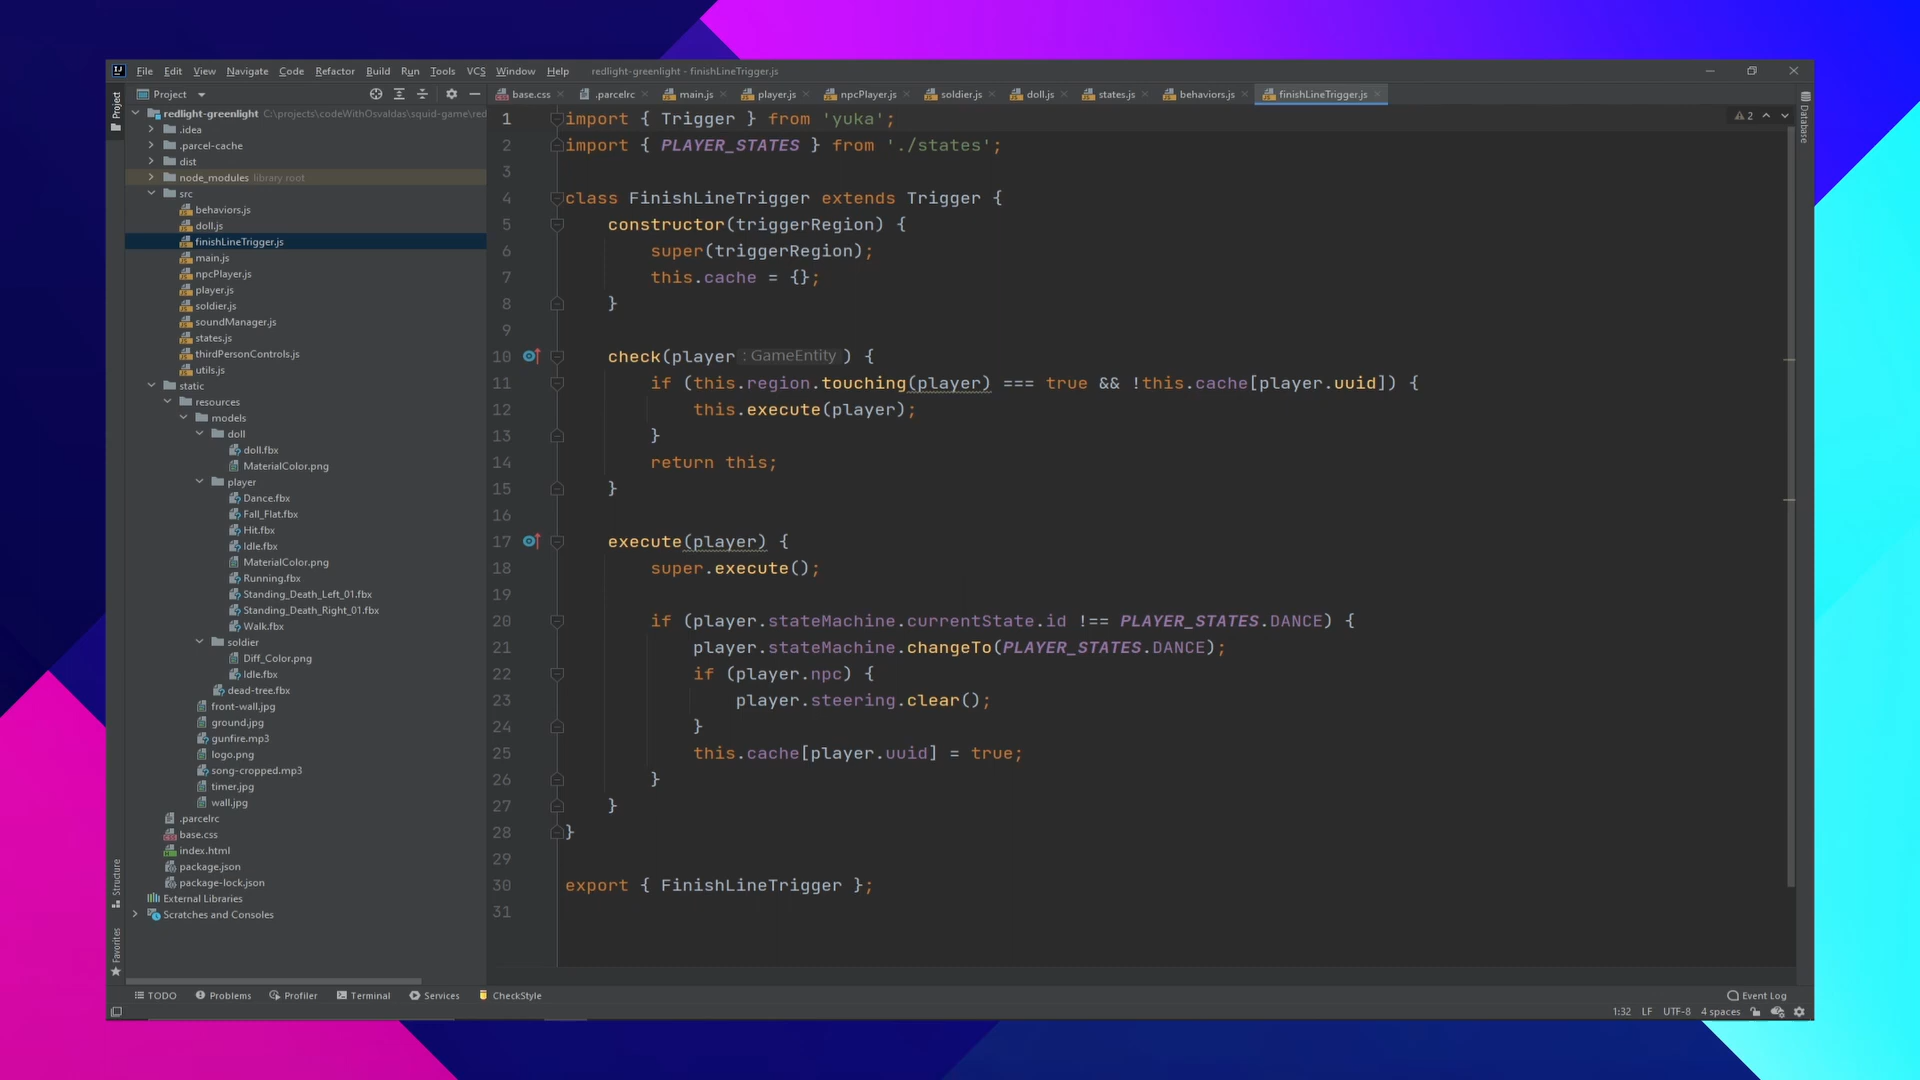 File Edit View Navigate Code Refactor Build Run Tools VCS Window Help redlight-greenlight - finishLineTrigger.js
Project
base.css .parcelrc main.js player.js npcPlayer.js soldier.js doll.js states.js behaviors.js finishLineTrigger.js
Project
Structure
Favorites
redlight-greenlight C:\projects\codeWithOsvaldas\squid-game\red
.idea
.parcel-cache
dist
node_modules library root
src
behaviors.js
doll.js
finishLineTrigger.js
main.js
npcPlayer.js
player.js
soldier.js
soundManager.js
states.js
thirdPersonControls.js
utils.js
static
resources
models
doll
doll.fbx
MaterialColor.png
player
Dance.fbx
Fall_Flat.fbx
Hit.fbx
Idle.fbx
MaterialColor.png
Running.fbx
Standing_Death_Left_01.fbx
Standing_Death_Right_01.fbx
Walk.fbx
soldier
Diff_Color.png
Idle.fbx
dead-tree.fbx
front-wall.jpg
ground.jpg
gunfire.mp3
logo.png
song-cropped.mp3
timer.jpg
wall.jpg
.parcelrc
base.css
index.html
package.json
package-lock.json
External Libraries
Scratches and Consoles
1 import { Trigger } from 'yuka';
2 import { PLAYER_STATES } from './states';
3
4 class FinishLineTrigger extends Trigger {
5 constructor(triggerRegion) {
6 super(triggerRegion);
7 this.cache = {};
8 }
9
10 check(player : GameEntity ) {
11 if (this.region.touching(player) === true && !this.cache[player.uuid]) {
12 this.execute(player);
13 }
14 return this;
15 }
16
17 execute(player) {
18 super.execute();
19
20 if (player.stateMachine.currentState.id !== PLAYER_STATES.DANCE) {
21 player.stateMachine.changeTo(PLAYER_STATES.DANCE);
22 if (player.npc) {
23 player.steering.clear();
24 }
25 this.cache[player.uuid] = true;
26 }
27 }
28 }
29
30 export { FinishLineTrigger };
31
2
Database
TODO Problems Profiler Terminal Services CheckStyle Event Log
1:32 LF UTF-8 4 spaces